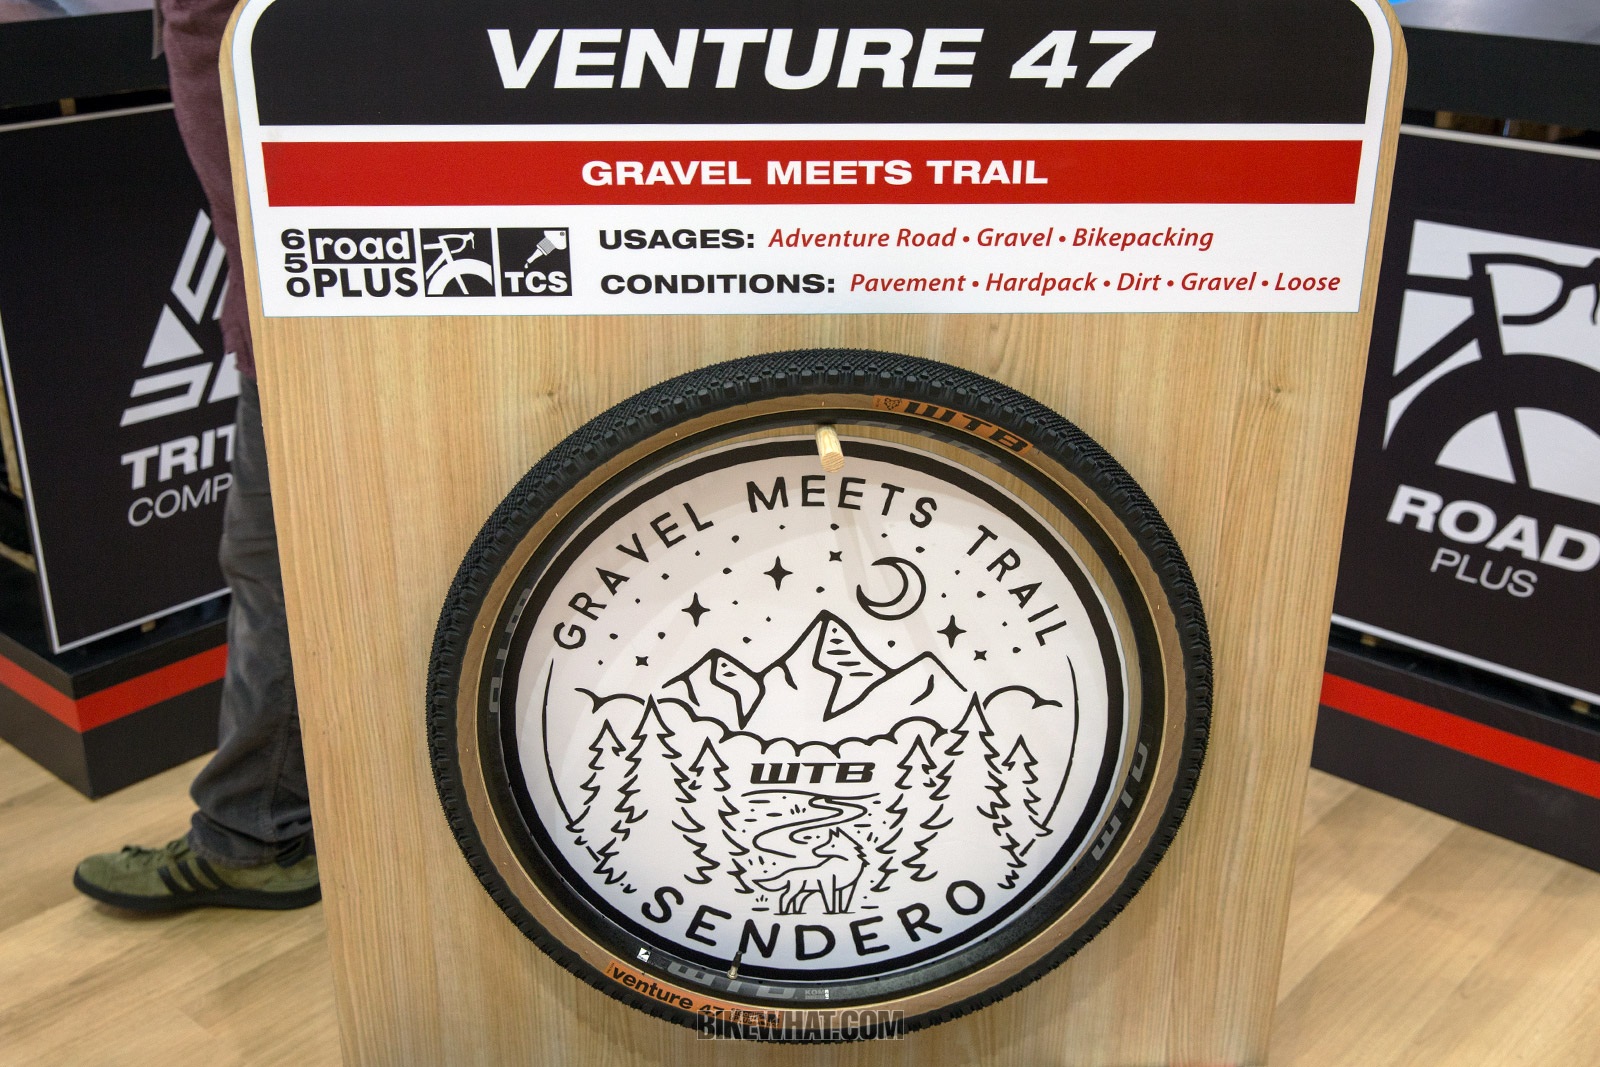 VENTURE 47
GRAVEL MEETS TRAIL
650 road PLUS
TCS
USAGES: Adventure Road • Gravel • Bikepacking
CONDITIONS: Pavement • Hardpack • Dirt • Gravel • Loose
WTB
GRAVEL MEETS TRAIL
WTB
SENDERO
WTB
venture 47
BIKEWHAT.COM
ROAD
PLUS